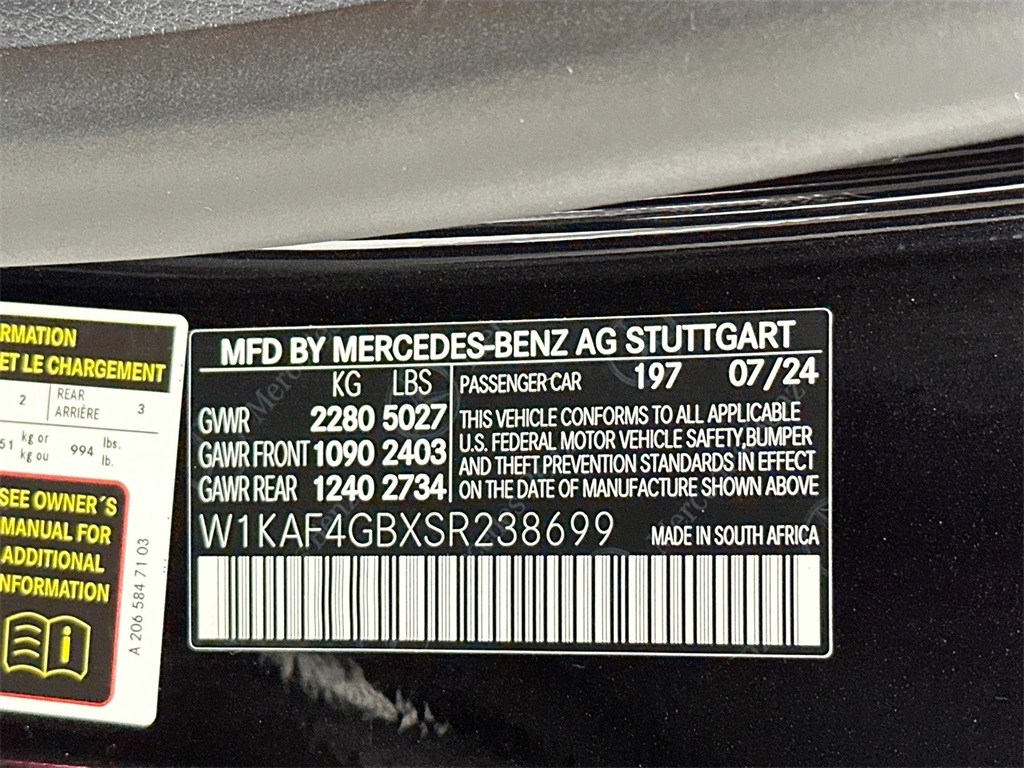 RMATION
ET LE CHARGEMENT
2 REAR ARRIÈRE 3
51 kg or kg ou 994 lbs. lb.
SEE OWNER´S
MANUAL FOR
ADDITIONAL
NFORMATION
A 206 584 71 03
MFD BY MERCEDES-BENZ AG STUTTGART
KG LBS
GVWR 2280 5027
GAWR FRONT 1090 2403
GAWR REAR 1240 2734
PASSENGER CAR 197 07/24
THIS VEHICLE CONFORMS TO ALL APPLICABLE
U.S. FEDERAL MOTOR VEHICLE SAFETY,BUMPER
AND THEFT PREVENTION STANDARDS IN EFFECT
ON THE DATE OF MANUFACTURE SHOWN ABOVE
W1KAF4GBXSR238699 MADE IN SOUTH AFRICA